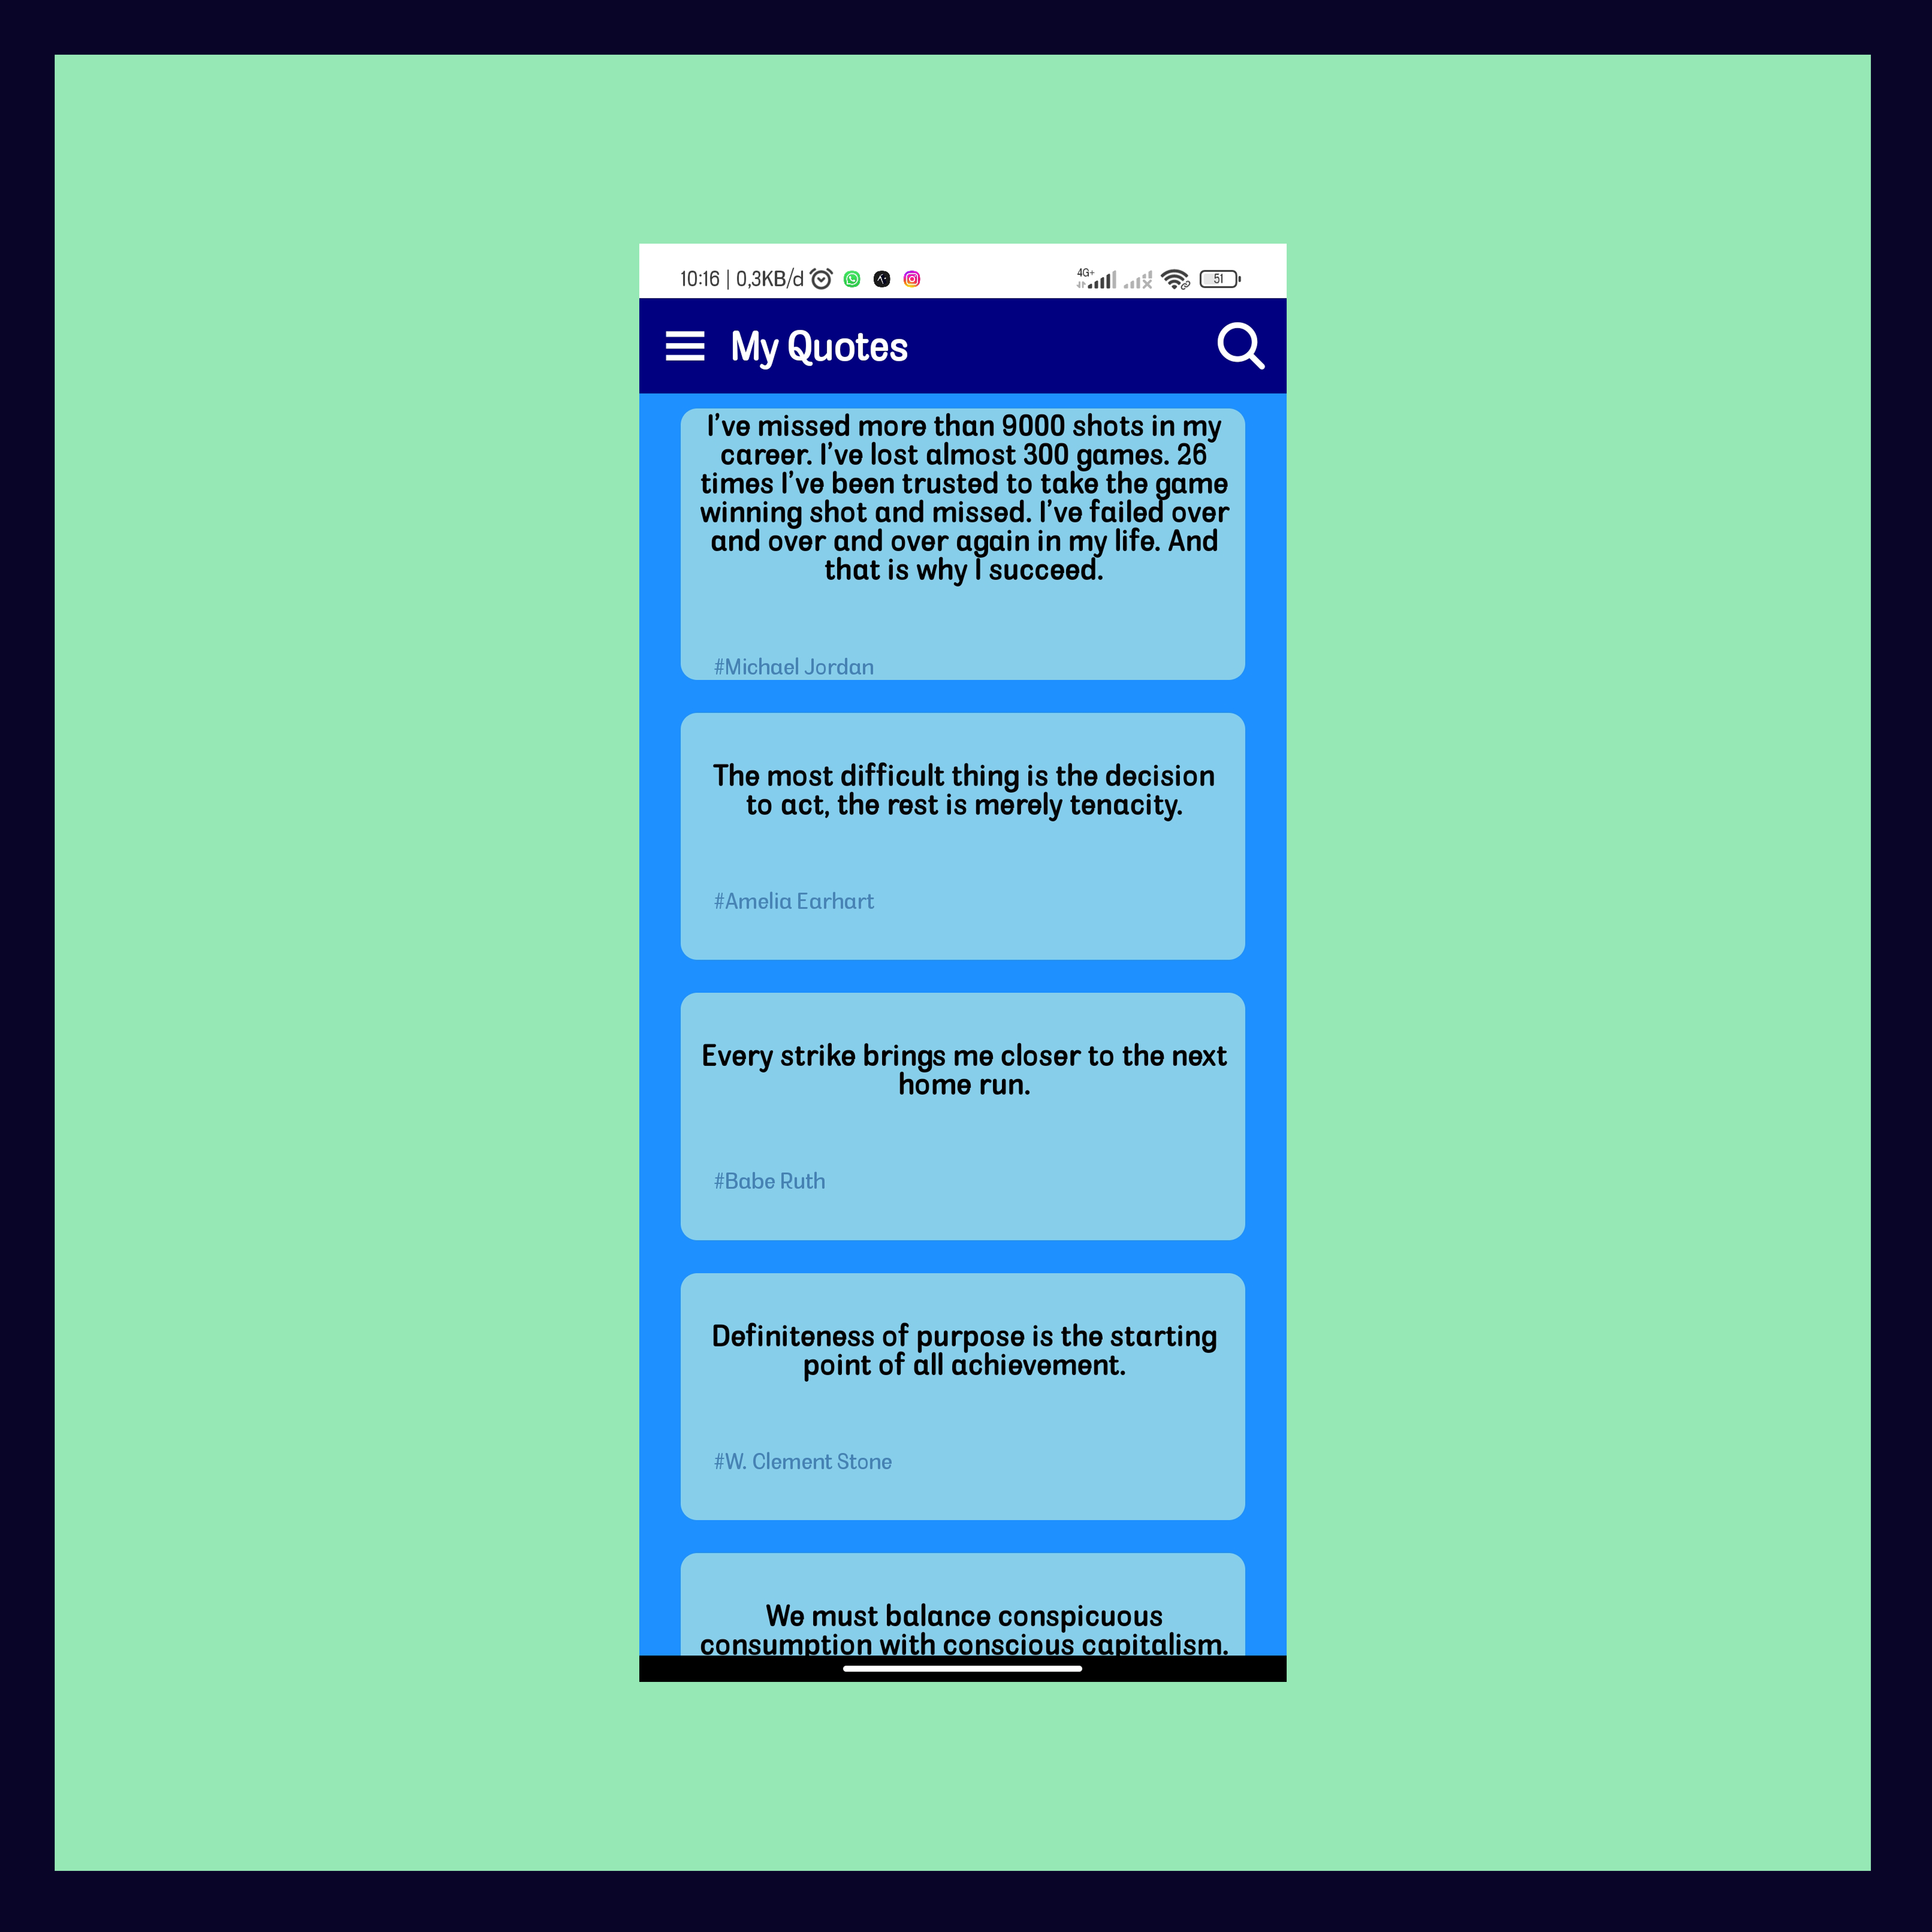 10:16 | 0,3KB/d
4G+
51
My Quotes
I've missed more than 9000 shots in my
career. I've lost almost 300 games. 26
times I've been trusted to take the game
winning shot and missed. I've failed over
and over and over again in my life. And
that is why I succeed.
#Michael Jordan
The most difficult thing is the decision
to act, the rest is merely tenacity.
#Amelia Earhart
Every strike brings me closer to the next
home run.
#Babe Ruth
Definiteness of purpose is the starting
point of all achievement.
#W. Clement Stone
We must balance conspicuous
consumption with conscious capitalism.